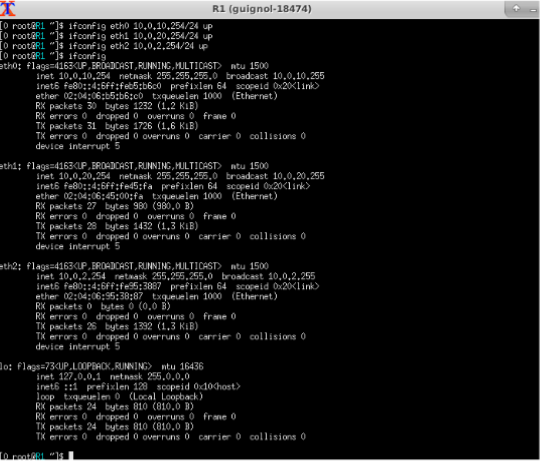 R1 (guignol-18474)
[0 root@R1 ~]$ ifconfig eth0 10.0.10.254/24 up
[0 root@R1 ~]$ ifconfig eth1 10.0.20.254/24 up
[0 root@R1 ~]$ ifconfig eth2 10.0.2.254/24 up
[0 root@R1 ~]$ ifconfig
eth0: flags=4163<UP,BROADCAST,RUNNING,MULTICAST>  mtu 1500
inet 10.0.10.254  netmask 255.255.255.0  broadcast 10.0.10.255
inet6 fe80::4:6ff:feb5:b6c0  prefixlen 64  scopeid 0x20<link>
ether 02:04:06:b5:b6:c0  txqueuelen 1000  (Ethernet)
RX packets 30  bytes 1232 (1.2 KiB)
RX errors 0  dropped 0  overruns 0  frame 0
TX packets 31  bytes 1726 (1.6 KiB)
TX errors 0  dropped 0 overruns 0  carrier 0  collisions 0
device interrupt 5
eth1: flags=4163<UP,BROADCAST,RUNNING,MULTICAST>  mtu 1500
inet 10.0.20.254  netmask 255.255.255.0  broadcast 10.0.20.255
inet6 fe80::4:6ff:fe45:fa  prefixlen 64  scopeid 0x20<link>
ether 02:04:06:45:00:fa  txqueuelen 1000  (Ethernet)
RX packets 27  bytes 980 (980.0 B)
RX errors 0  dropped 0  overruns 0  frame 0
TX packets 28  bytes 1432 (1.3 KiB)
TX errors 0  dropped 0 overruns 0  carrier 0  collisions 0
device interrupt 5
eth2: flags=4163<UP,BROADCAST,RUNNING,MULTICAST>  mtu 1500
inet 10.0.2.254  netmask 255.255.255.0  broadcast 10.0.2.255
inet6 fe80::4:6ff:fe95:3887  prefixlen 64  scopeid 0x20<link>
ether 02:04:06:95:38:87  txqueuelen 1000  (Ethernet)
RX packets 0  bytes 0 (0.0 B)
RX errors 0  dropped 0  overruns 0  frame 0
TX packets 26  bytes 1392 (1.3 KiB)
TX errors 0  dropped 0 overruns 0  carrier 0  collisions 0
device interrupt 5
lo: flags=73<UP,LOOPBACK,RUNNING>  mtu 16436
inet 127.0.0.1  netmask 255.0.0.0
inet6 ::1  prefixlen 128  scopeid 0x10<host>
loop  txqueuelen 0  (Local Loopback)
RX packets 24  bytes 810 (810.0 B)
RX errors 0  dropped 0  overruns 0  frame 0
TX packets 24  bytes 810 (810.0 B)
TX errors 0  dropped 0 overruns 0  carrier 0  collisions 0
[0 root@R1 ~]$